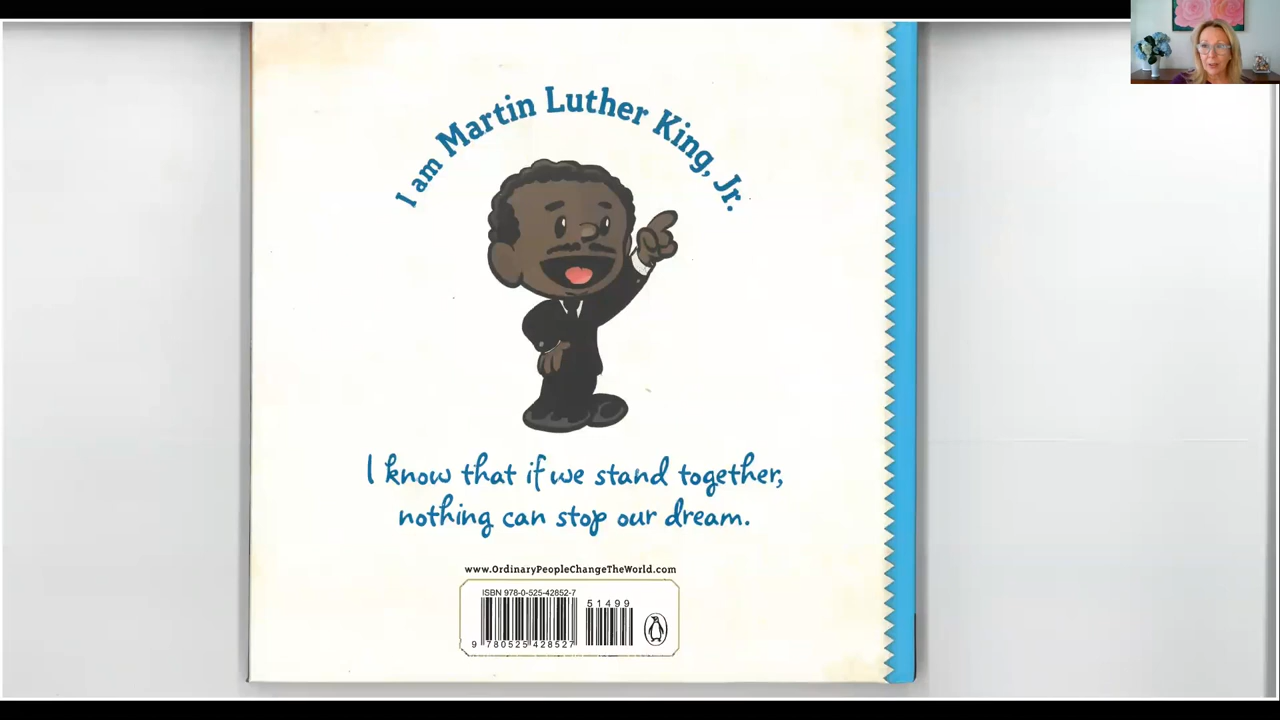 I am Martin Luther King, Jr.
I know that if we stand together,
nothing can stop our dream.
www.OrdinaryPeopleChangeTheWorld.com
ISBN 978-0-525-42852-7
51499
9 780525 428527